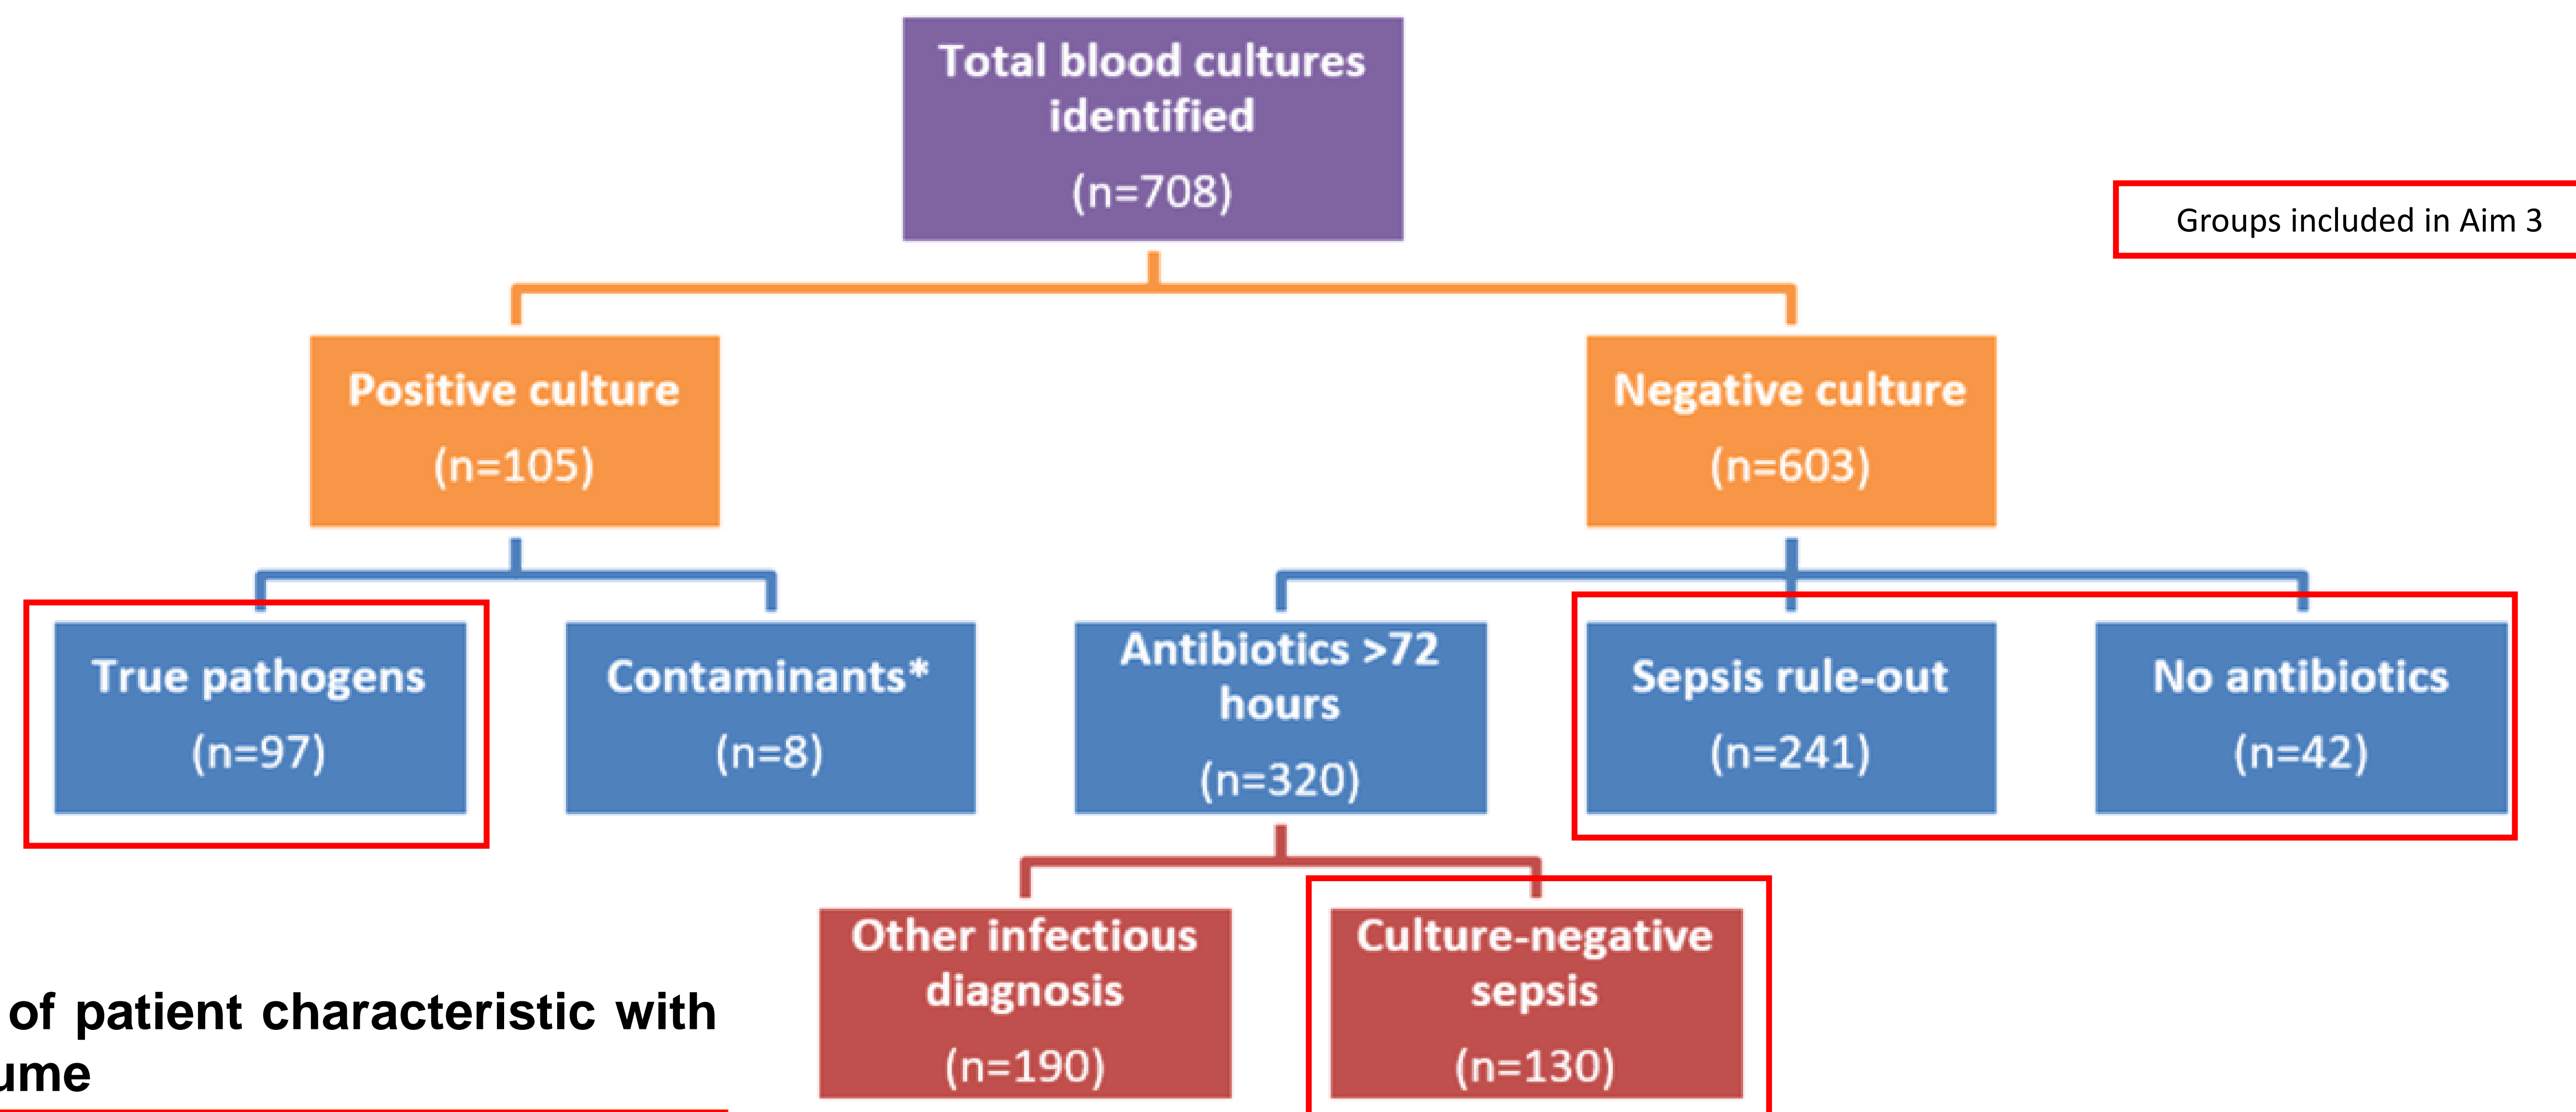 Total blood cultures
identified
(n=708)
Groups included in Aim 3
Positive culture
(n=105)
Negative culture
(n=603)
True pathogens
(n=97)
Contaminants*
(n=8)
Antibiotics >72
hours
(n=320)
Sepsis rule-out
(n=241)
No antibiotics
(n=42)
Other infectious
diagnosis
(n=190)
Culture-negative
sepsis
(n=130)
of patient characteristic with